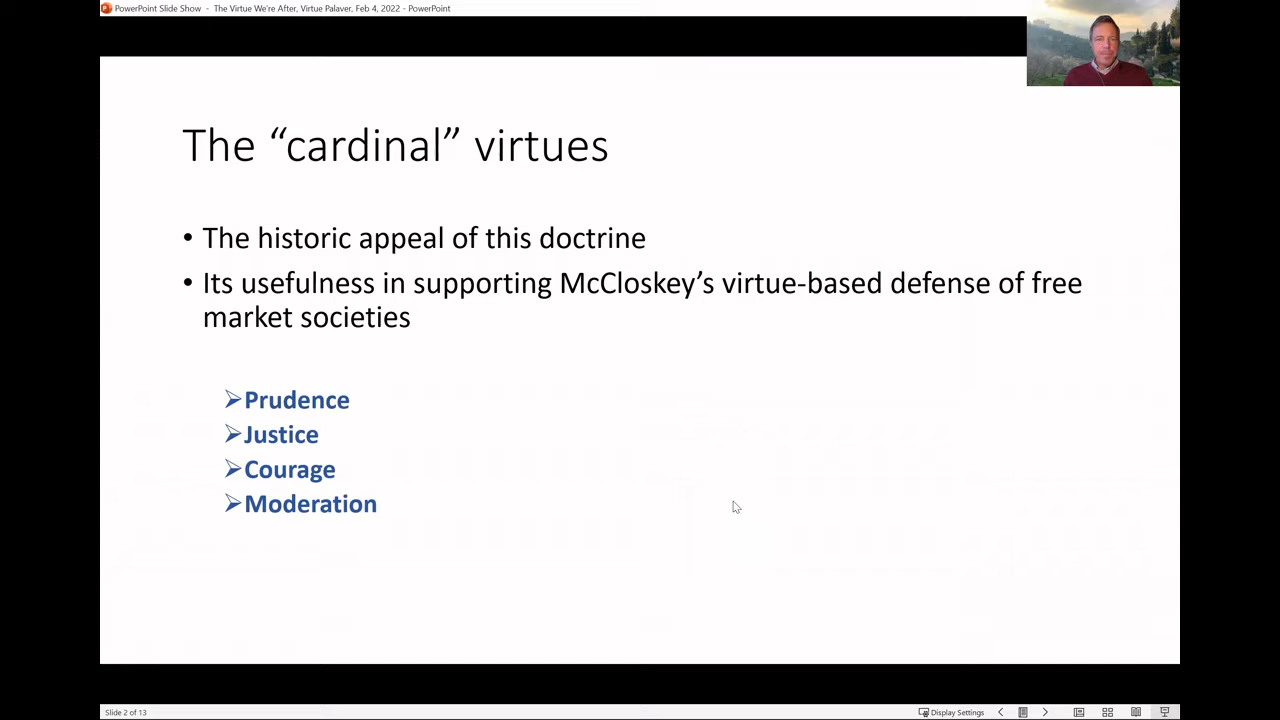 PowerPoint Slide Show - The Virtue We're After, Virtue Palaver, Feb 4, 2022 - PowerPoint
The “cardinal” virtues
• The historic appeal of this doctrine
• Its usefulness in supporting McCloskey’s virtue-based defense of free
market societies
➢Prudence
➢Justice
➢Courage
➢Moderation
Slide 2 of 13
Display Settings